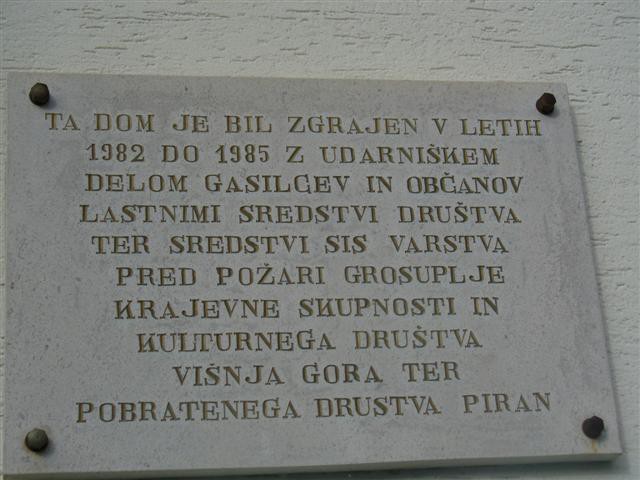 TA DOM JE BIL ZGRAJEN V LETIH
1982 DO 1985 Z UDARNIŠKEM
DELOM GASILCEV IN OBČANOV
LASTNIMI SREDSTVI DRUŠTVA
TER SREDSTVI SIS VARSTVA
PRED POŽARI GROSUPLJE
KRAJEVNE SKUPNOSTI IN
KULTURNEGA DRUŠTVA
VIŠNJA GORA TER
POBRATENEGA DRUSTVA PIRAN